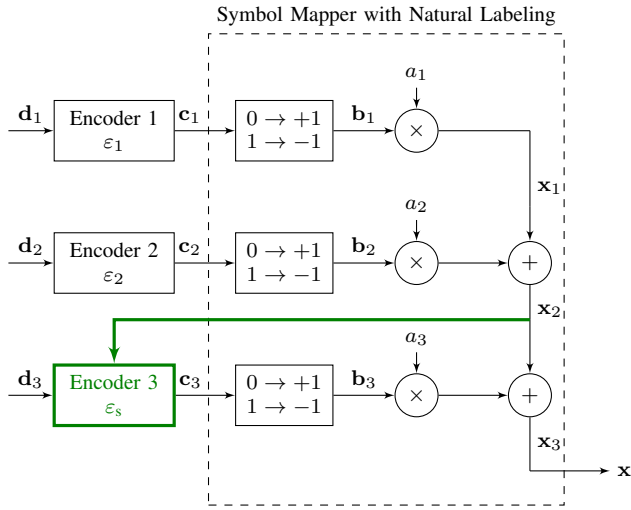 Symbol Mapper with Natural Labeling
a₁
d₁ Encoder 1 c₁ 0 → +1 b₁ ×
ε₁ 1 → −1
x₁
a₂
d₂ Encoder 2 c₂ 0 → +1 b₂ × +
ε₂ 1 → −1
x₂
a₃
d₃ Encoder 3 c₃ 0 → +1 b₃ × +
εₛ 1 → −1
x₃
x